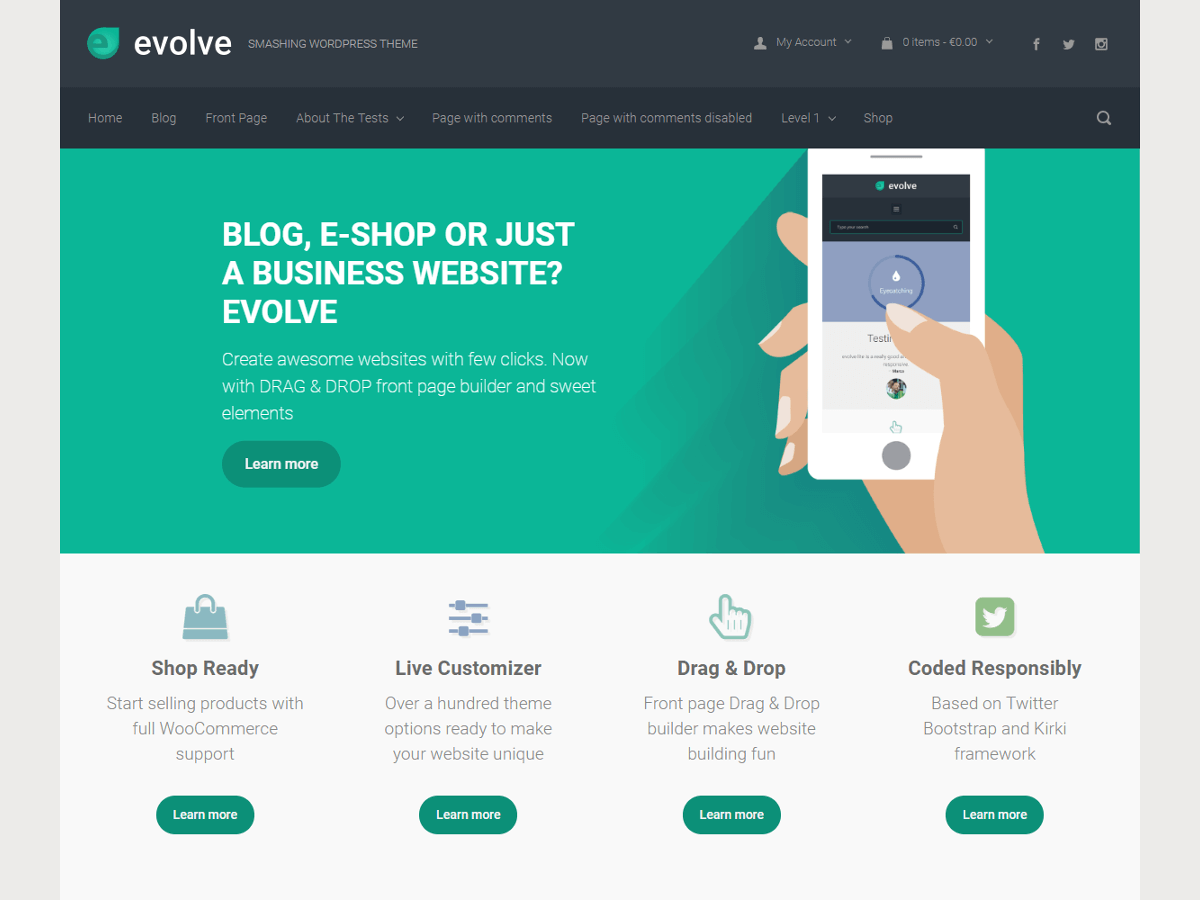 evolve SMASHING WORDPRESS THEME
My Account 0 items - €0.00
Home Blog Front Page About The Tests Page with comments Page with comments disabled Level 1 Shop
BLOG, E-SHOP OR JUST
A BUSINESS WEBSITE?
EVOLVE
Create awesome websites with few clicks. Now
with DRAG & DROP front page builder and sweet
elements
Learn more
evolve
Type your search
Eyecatching
Shop Ready
Start selling products with
full WooCommerce
support
Learn more
Live Customizer
Over a hundred theme
options ready to make
your website unique
Learn more
Drag & Drop
Front page Drag & Drop
builder makes website
building fun
Learn more
Coded Responsibly
Based on Twitter
Bootstrap and Kirki
framework
Learn more